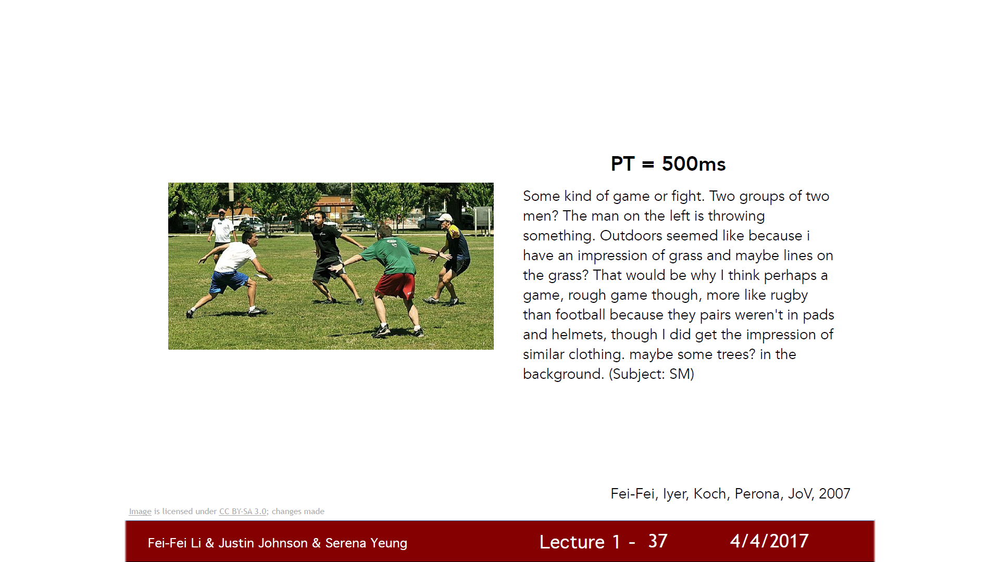 PT = 500ms
Some kind of game or fight. Two groups of two
men? The man on the left is throwing
something. Outdoors seemed like because i
have an impression of grass and maybe lines on
the grass? That would be why I think perhaps a
game, rough game though, more like rugby
than football because they pairs weren't in pads
and helmets, though I did get the impression of
similar clothing. maybe some trees? in the
background. (Subject: SM)
Fei-Fei, Iyer, Koch, Perona, JoV, 2007
Image is licensed under CC BY-SA 3.0; changes made
Fei-Fei Li & Justin Johnson & Serena Yeung
Lecture 1 - 37
4/4/2017